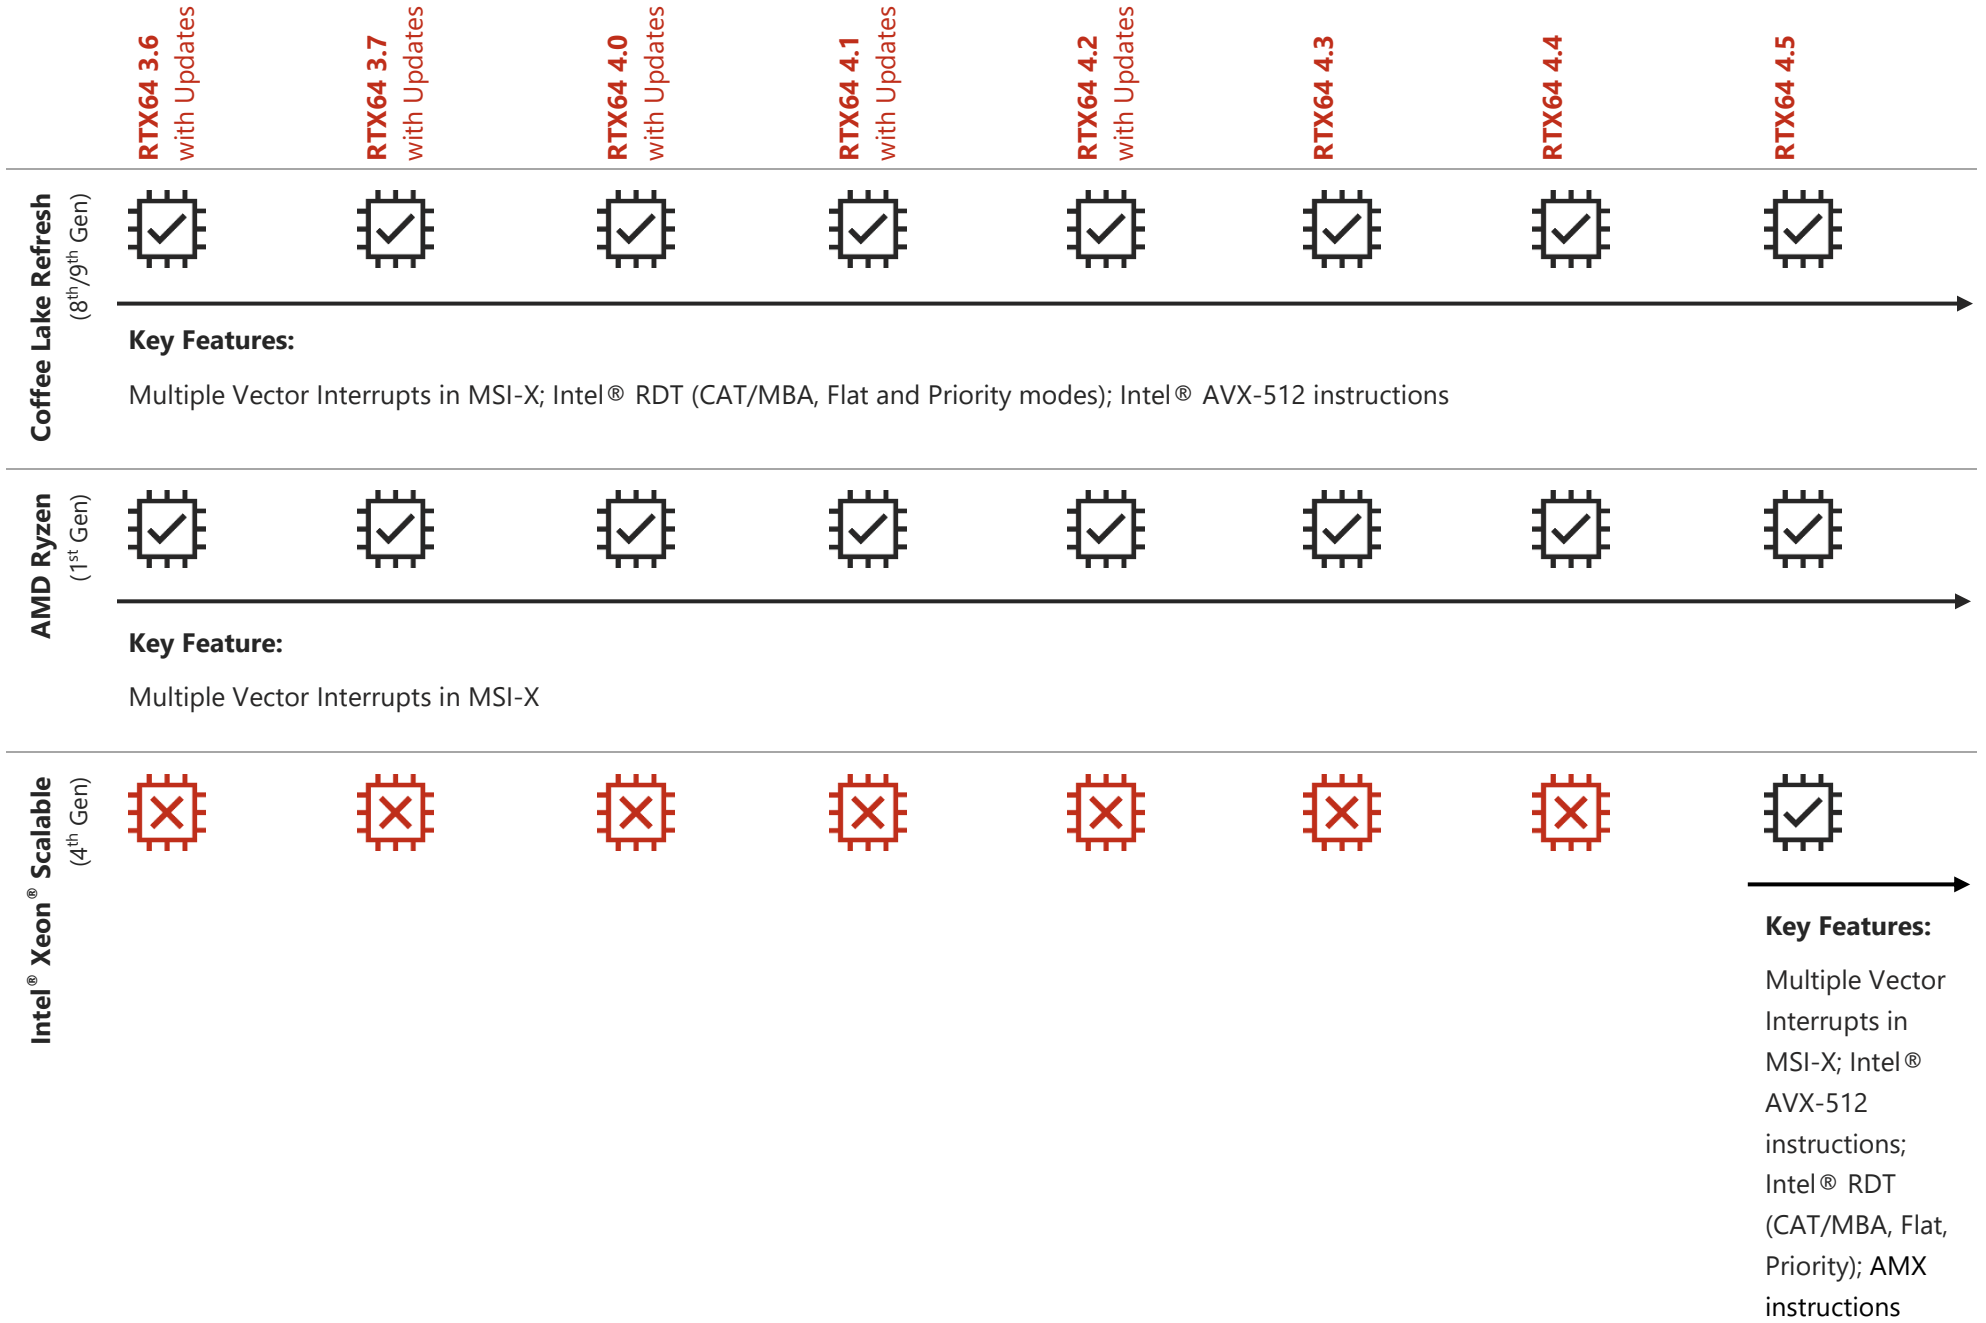 RTX64 3.6
with Updates
RTX64 3.7
with Updates
RTX64 4.0
with Updates
RTX64 4.1
with Updates
RTX64 4.2
with Updates
RTX64 4.3
RTX64 4.4
RTX64 4.5
Coffee Lake Refresh
(8th/9th Gen)
Key Features:
Multiple Vector Interrupts in MSI-X; Intel® RDT (CAT/MBA, Flat and Priority modes); Intel® AVX-512 instructions
AMD Ryzen
(1st Gen)
Key Feature:
Multiple Vector Interrupts in MSI-X
Intel® Xeon® Scalable
(4th Gen)
Key Features:
Multiple Vector
Interrupts in
MSI-X; Intel®
AVX-512
instructions;
Intel® RDT
(CAT/MBA, Flat,
Priority); AMX
instructions